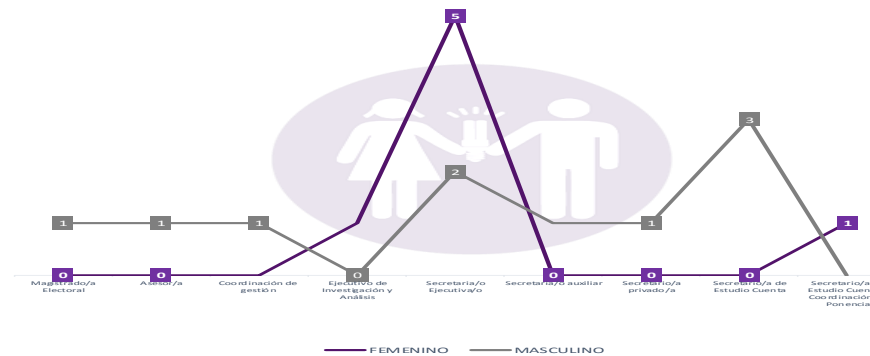 5
3
2
1 1 1 1 1
0 0 0 0 0 0
Magistrado/a
Electoral
Asesor/a
Coordinación de
gestión
Ejecutivo de
Investigación y
Análisis
Secretaria/o
Ejecutiva/o
Secretaria/o auxiliar
Secretario/a
privado/a
Secretario/a de
Estudio Cuenta
Secretario/a
Estudio Cuen
Coordinación
Ponencia
FEMENINO MASCULINO